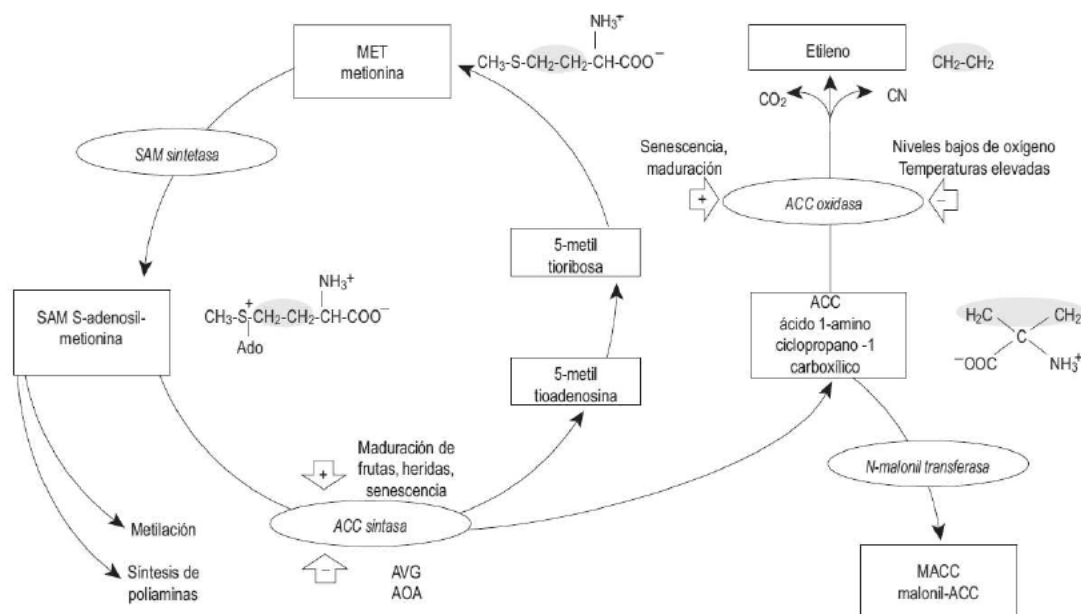 MET
metionina
NH₃⁺
CH₃-S-CH₂-CH₂-CH-COO⁻
Etileno
CH₂-CH₂
CO₂
CN
SAM sintetasa
Senescencia,
maduración
+
Niveles bajos de oxígeno
Temperaturas elevadas
−
ACC oxidasa
5-metil
tioribosa
SAM S-adenosil-
metionina
NH₃⁺
CH₃-S⁺-CH₂-CH₂-CH-COO⁻
Ado
ACC
ácido 1-amino
ciclopropano -1
carboxílico
H₂C
CH₂
C
⁻OOC
NH₃⁺
5-metil
tioadenosina
Maduración de
frutas, heridas,
senescencia
+
N-malonil transferasa
ACC sintasa
−
AVG
AOA
Metilación
Síntesis de
poliaminas
MACC
malonil-ACC